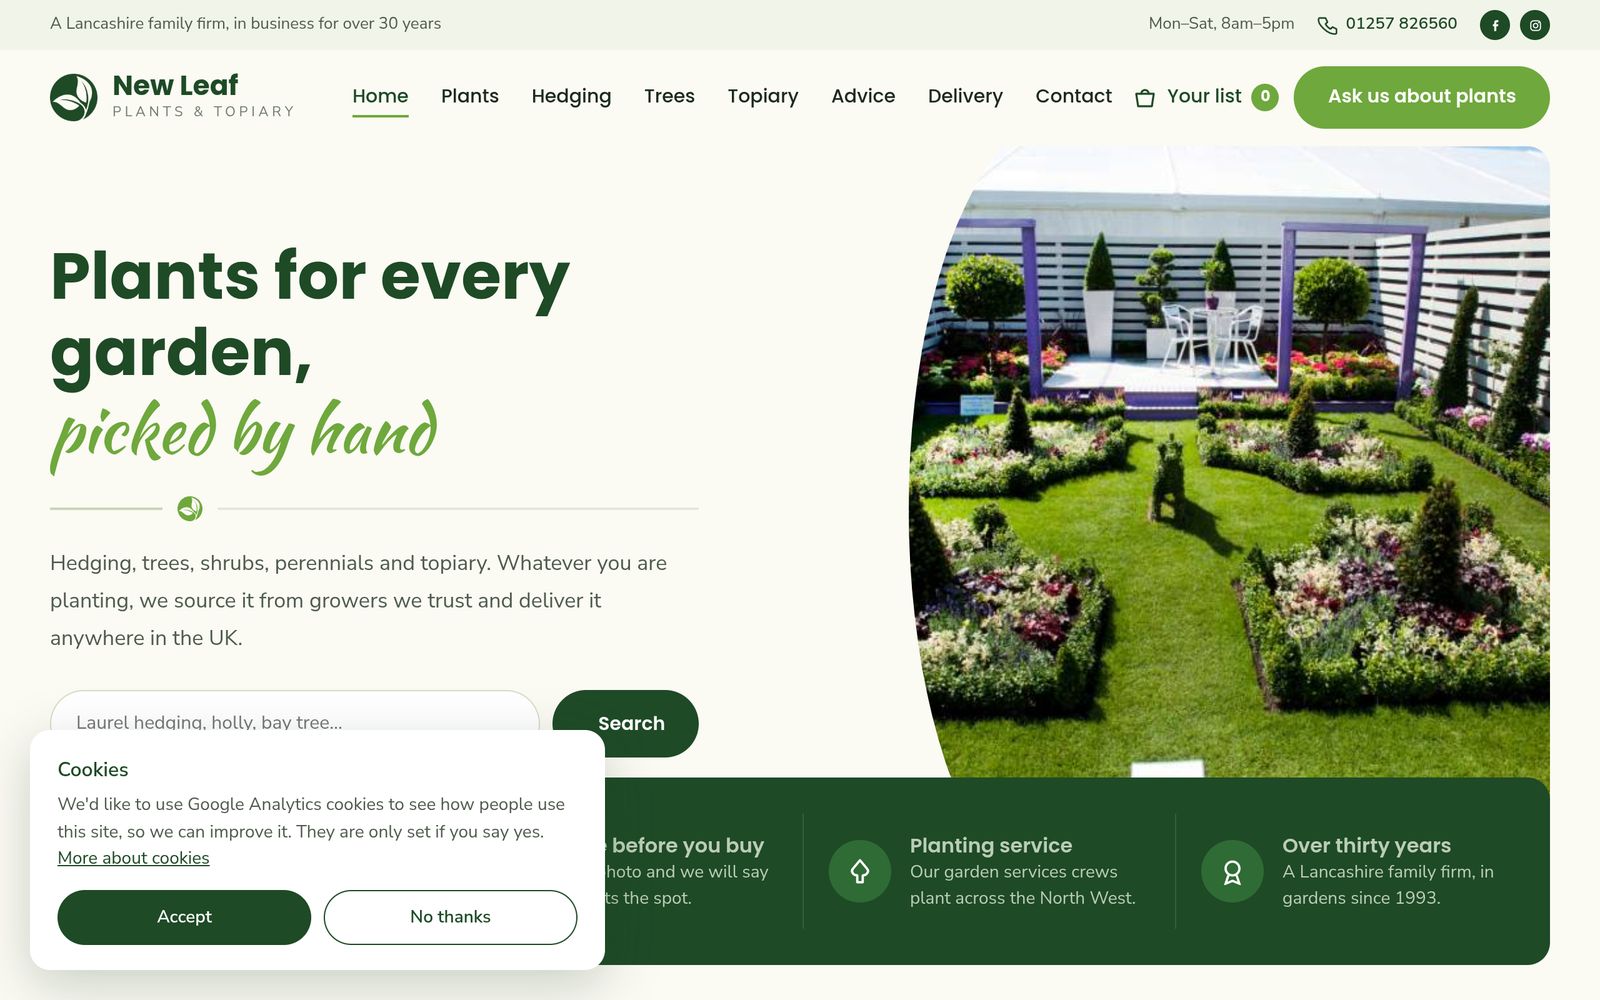 A Lancashire family firm, in business for over 30 years
Mon–Sat, 8am–5pm
01257 826560
New Leaf
PLANTS & TOPIARY
Home
Plants
Hedging
Trees
Topiary
Advice
Delivery
Contact
Your list 0
Ask us about plants
Plants for every
garden,
picked by hand
Hedging, trees, shrubs, perennials and topiary. Whatever you are
planting, we source it from growers we trust and deliver it
anywhere in the UK.
Laurel hedging, holly, bay tree...
Search
Cookies
We'd like to use Google Analytics cookies to see how people use
this site, so we can improve it. They are only set if you say yes.
More about cookies
Accept
No thanks
before you buy
and we will say
the spot.
Planting service
Our garden services crews
plant across the North West.
Over thirty years
A Lancashire family firm, in
gardens since 1993.